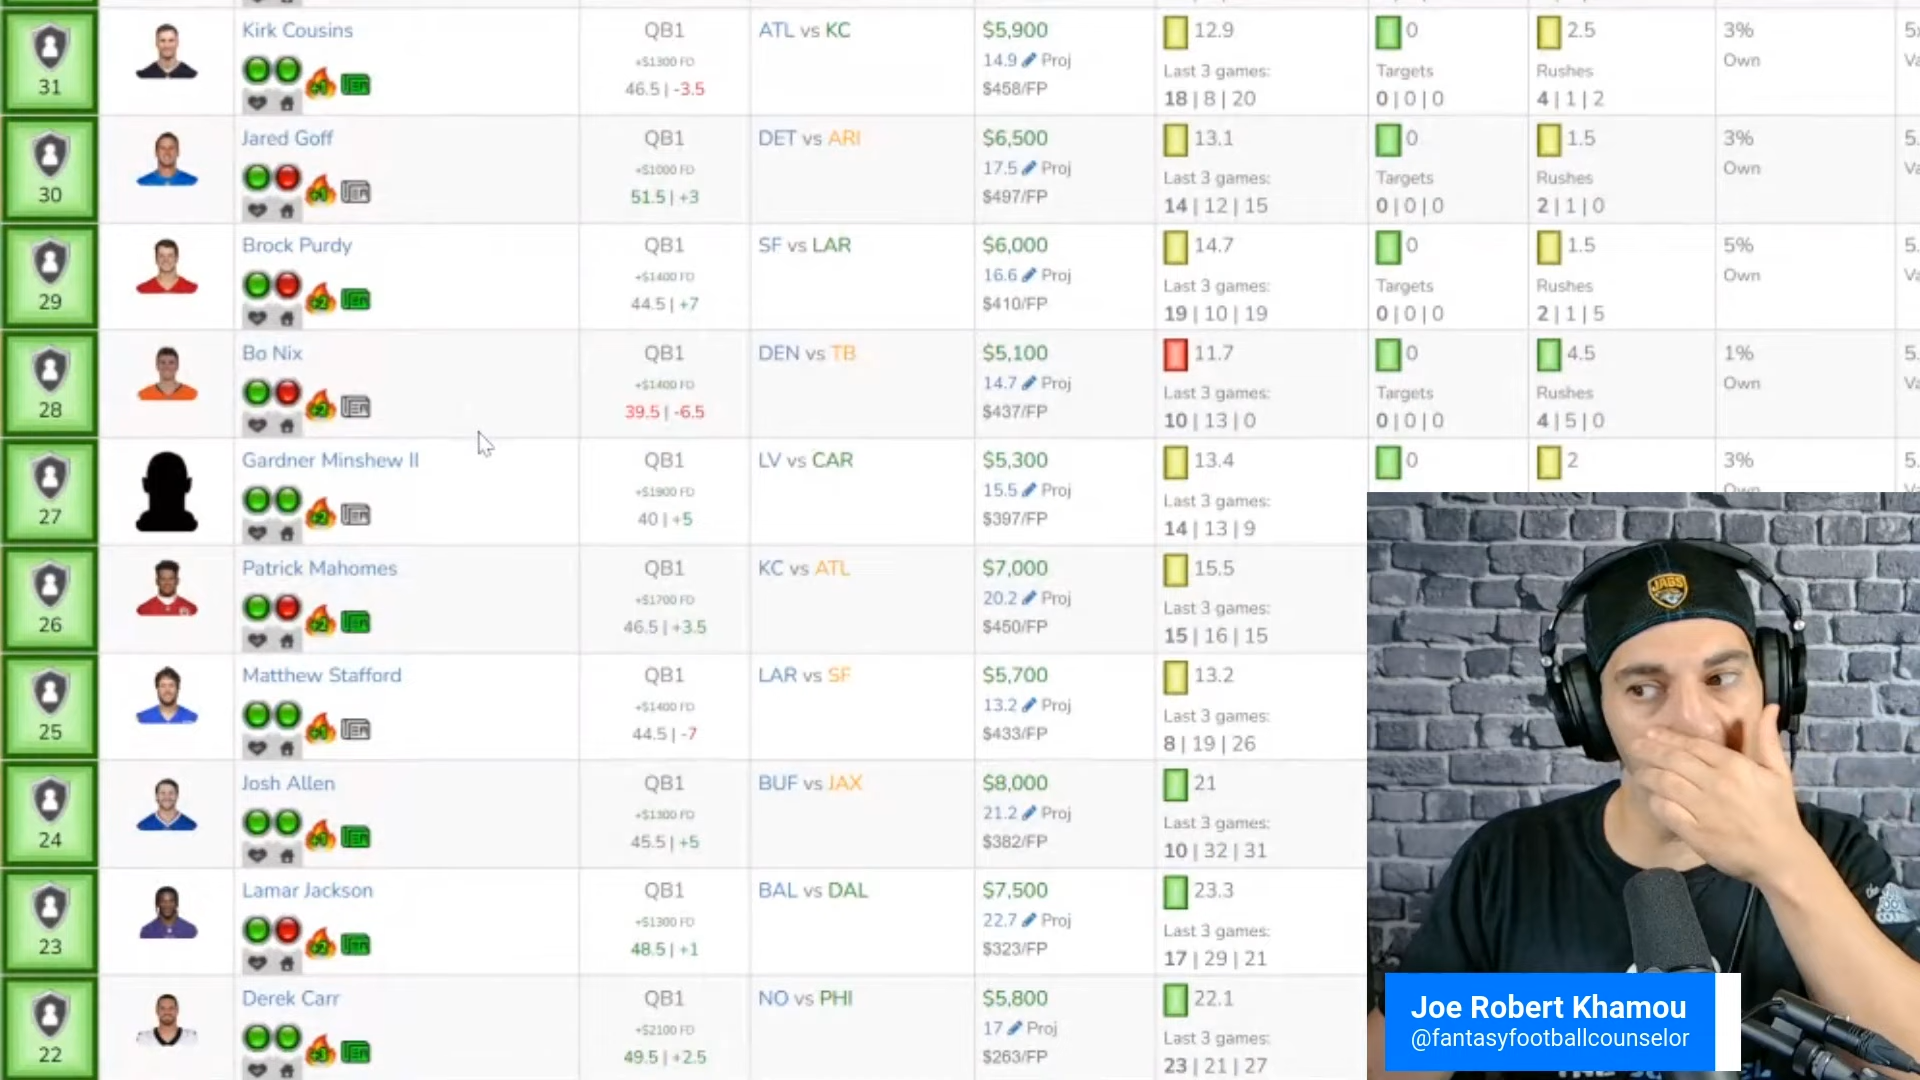 Kirk Cousins QB1 ATL vs KC $5,900 12.9 0 2.5 3%
+$1300 FD 14.9 Proj Last 3 games: Targets Rushes Own
31 46.5 | -3.5 $458/FP 18 | 8 | 20 0 | 0 | 0 4 | 1 | 2
Jared Goff QB1 DET vs ARI $6,500 13.1 0 1.5 3% 5.
+$1000 FD 17.5 Proj Last 3 games: Targets Rushes Own
30 51.5 | +3 $497/FP 14 | 12 | 15 0 | 0 | 0 2 | 1 | 0
Brock Purdy QB1 SF vs LAR $6,000 14.7 0 1.5 5% 5.
+$1400 FD 16.6 Proj Last 3 games: Targets Rushes Own
29 44.5 | +7 $410/FP 19 | 10 | 19 0 | 0 | 0 2 | 1 | 5
Bo Nix QB1 DEN vs TB $5,100 11.7 0 4.5 1% 5.
+$1400 FD 14.7 Proj Last 3 games: Targets Rushes Own
28 39.5 | -6.5 $437/FP 10 | 13 | 0 0 | 0 | 0 4 | 5 | 0
Gardner Minshew II QB1 LV vs CAR $5,300 13.4 0 2 3% 5.
+$1900 FD 15.5 Proj Last 3 games:
27 40 | +5 $397/FP 14 | 13 | 9
Patrick Mahomes QB1 KC vs ATL $7,000 15.5
+$1700 FD 20.2 Proj Last 3 games:
26 46.5 | +3.5 $450/FP 15 | 16 | 15
Matthew Stafford QB1 LAR vs SF $5,700 13.2
+$1400 FD 13.2 Proj Last 3 games:
25 44.5 | -7 $433/FP 8 | 19 | 26
Josh Allen QB1 BUF vs JAX $8,000 21
+$1300 FD 21.2 Proj Last 3 games:
24 45.5 | +5 $382/FP 10 | 32 | 31
Lamar Jackson QB1 BAL vs DAL $7,500 23.3
+$1300 FD 22.7 Proj Last 3 games:
23 48.5 | +1 $323/FP 17 | 29 | 21
Derek Carr QB1 NO vs PHI $5,800 22.1
+$2100 FD 17 Proj Last 3 games:
22 49.5 | +2.5 $263/FP 23 | 21 | 27
JAGS
Joe Robert Khamou
@fantasyfootballcounselor